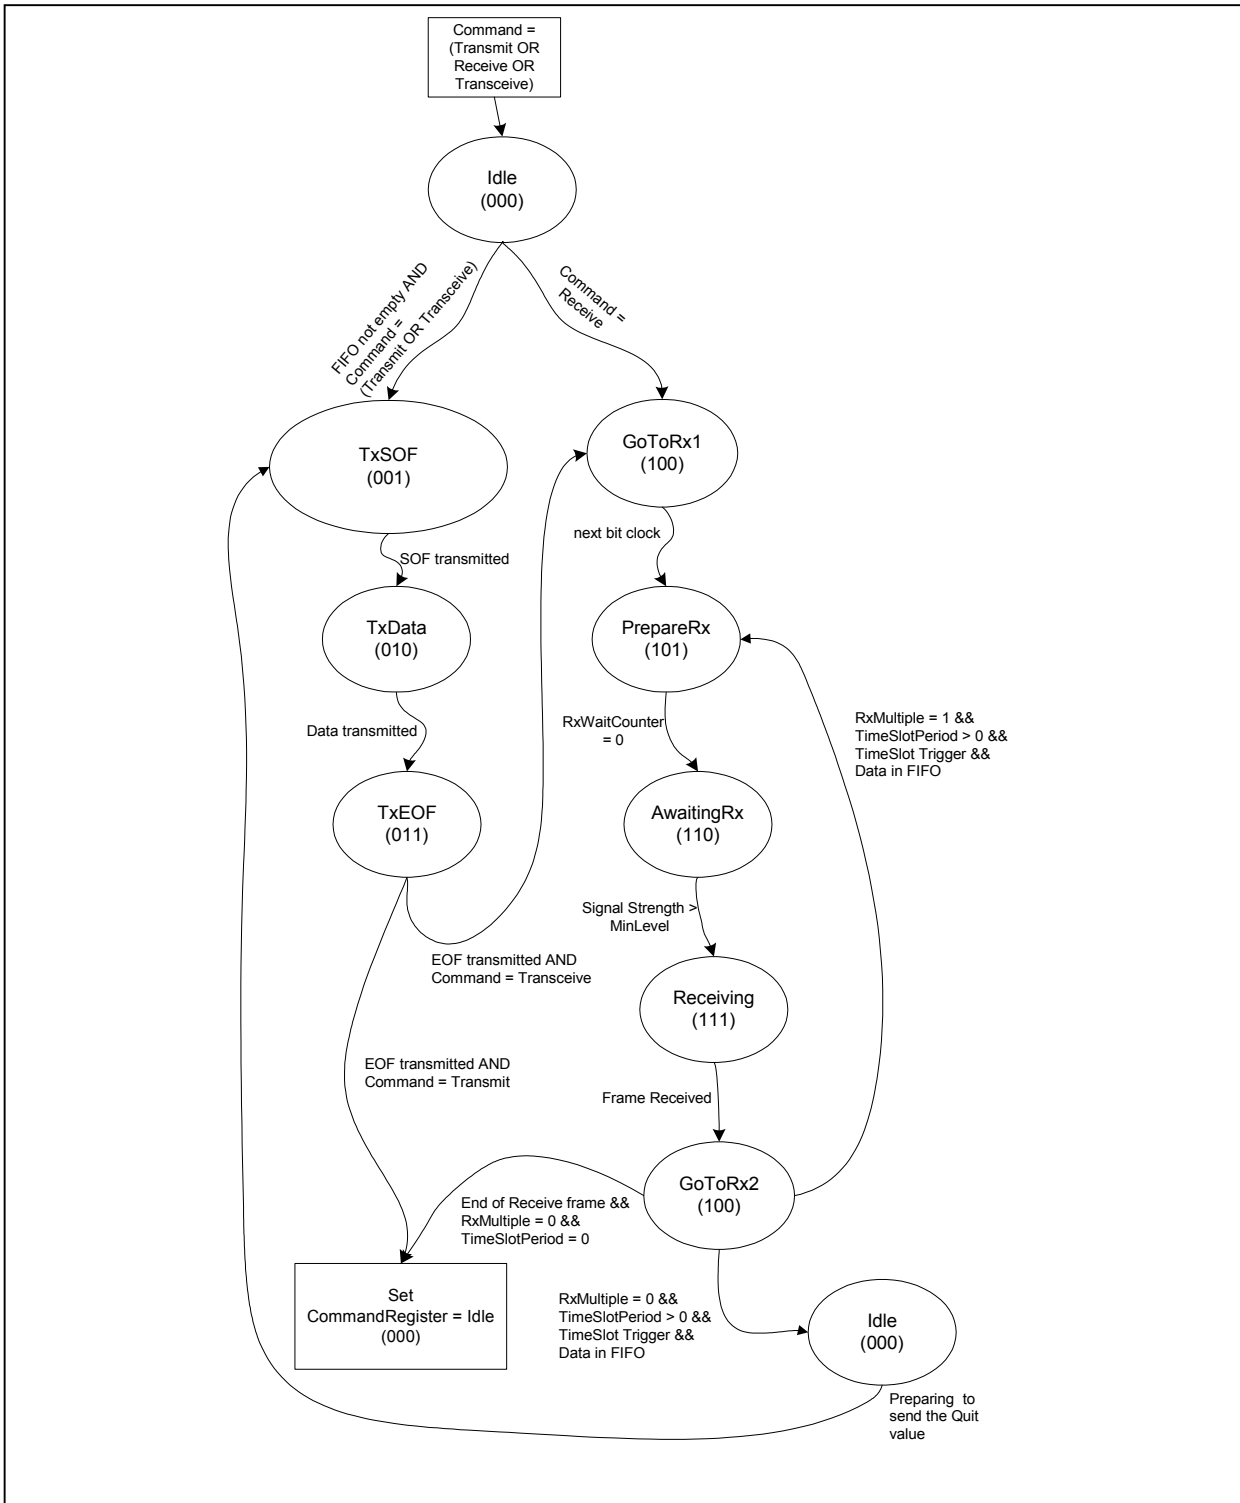 Command =
(Transmit OR
Receive OR
Transceive)
Idle
(000)
FIFO not empty AND
Command =
(Transmit OR Transceive)
Command =
Receive
TxSOF
(001)
GoToRx1
(100)
SOF transmitted
next bit clock
TxData
(010)
PrepareRx
(101)
Data transmitted
RxWaitCounter
= 0
RxMultiple = 1 &&
TimeSlotPeriod > 0 &&
TimeSlot Trigger &&
Data in FIFO
TxEOF
(011)
AwaitingRx
(110)
Signal Strength >
MinLevel
EOF transmitted AND
Command = Transceive
Receiving
(111)
EOF transmitted AND
Command = Transmit
Frame Received
GoToRx2
(100)
End of Receive frame &&
RxMultiple = 0 &&
TimeSlotPeriod = 0
Set
CommandRegister = Idle
(000)
RxMultiple = 0 &&
TimeSlotPeriod > 0 &&
TimeSlot Trigger &&
Data in FIFO
Idle
(000)
Preparing to
send the Quit
value